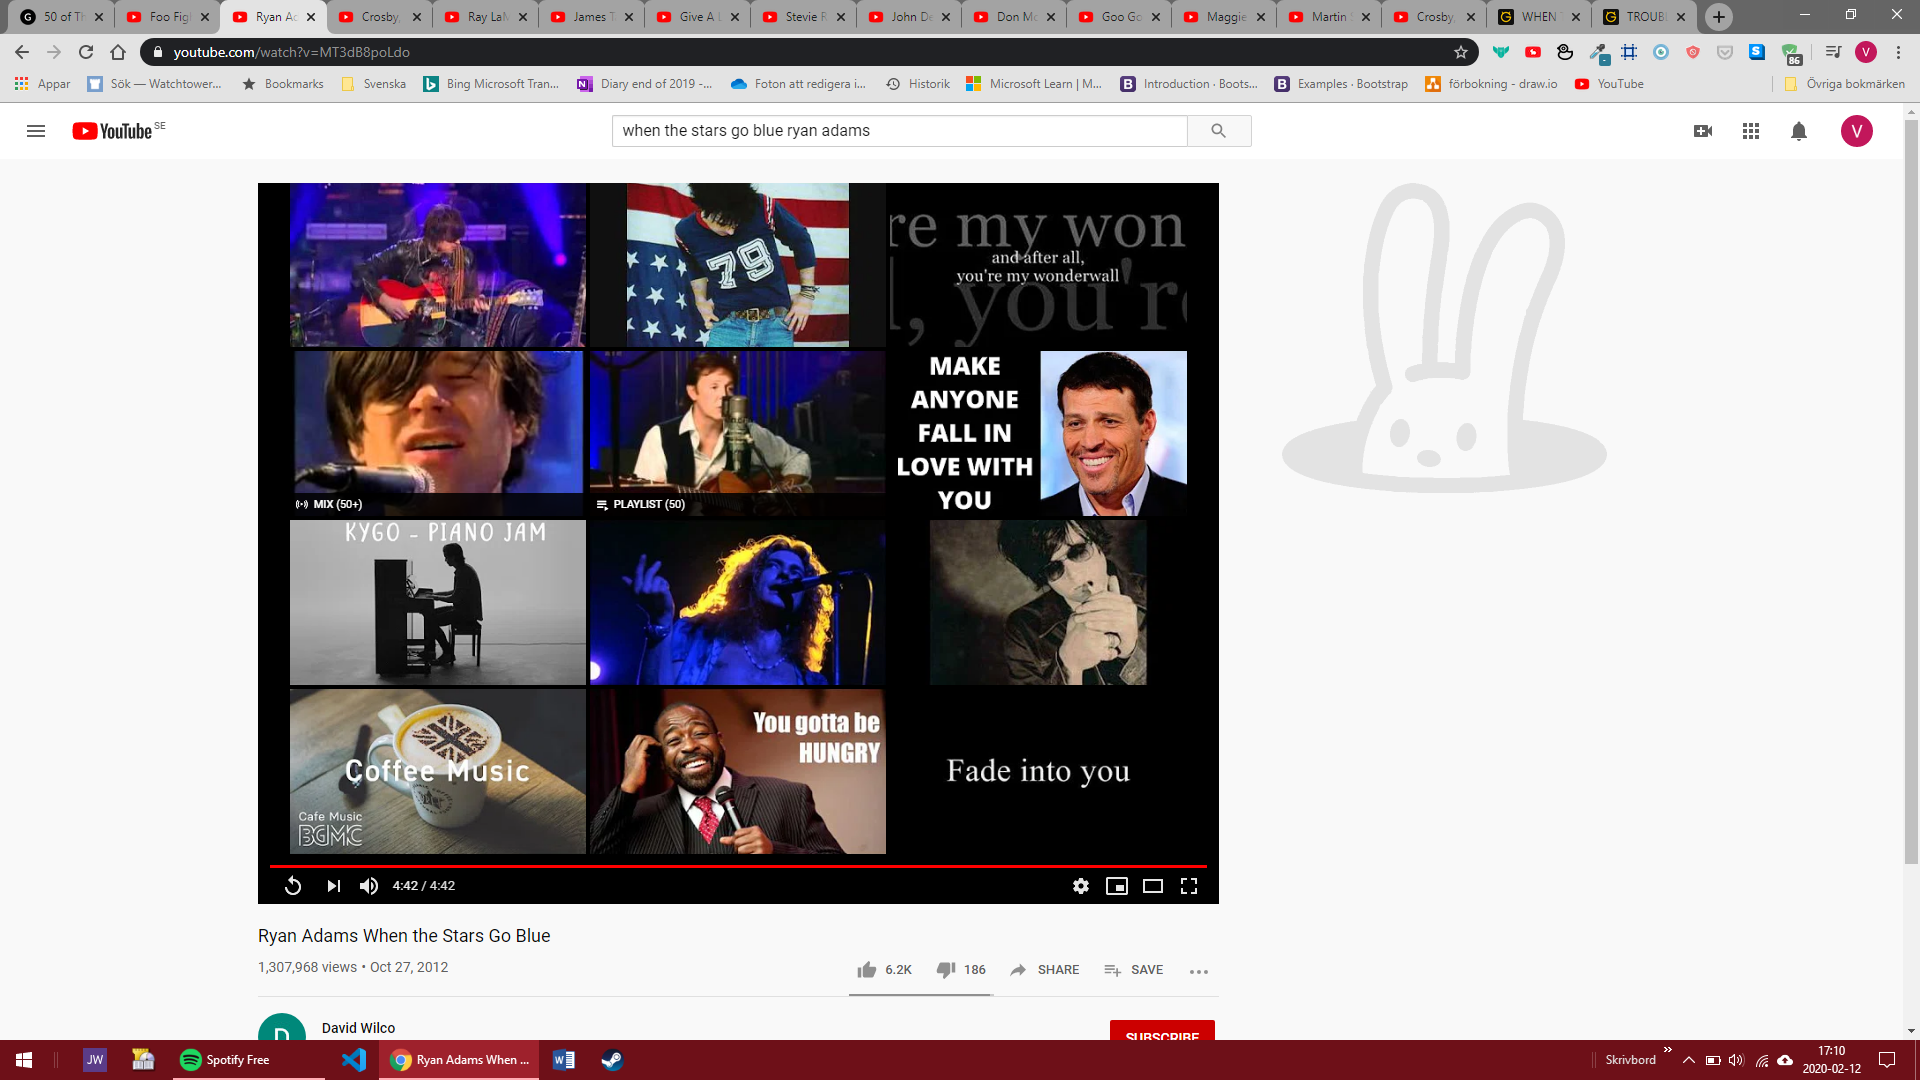 50 of Th
Foo Figl
Ryan Ac
Crosby,
Ray LaM
James T
Give A L
Stevie R
John De
Don Mc
Goo Go
Maggie
Martin
Crosby,
WHEN
TROUBL
youtube.com/watch?v=MT3dB8poLdo
86
V
Appar
Sök — Watchtower...
Bookmarks
Svenska
Bing Microsoft Tran...
Diary end of 2019 -...
Foton att redigera i...
Historik
Microsoft Learn | M...
Introduction · Boots...
Examples · Bootstrap
förbokning - draw.io
YouTube
Övriga bokmärken
YouTube SE
when the stars go blue ryan adams
V
79
're my won
and after all,
you're my wonderwall
l, you're
MIX (50+)
PLAYLIST (50)
MAKE
ANYONE
FALL IN
LOVE WITH
YOU
KYGO - PIANO JAM
Coffee Music
Cafe Music
BGMC
You gotta be
HUNGRY
Fade into you
4:42 / 4:42
Ryan Adams When the Stars Go Blue
1,307,968 views • Oct 27, 2012
6.2K
186
SHARE
SAVE
D
David Wilco
SUBSCRIBE
JW
Spotify Free
Ryan Adams When ...
Skrivbord
17:10
2020-02-12